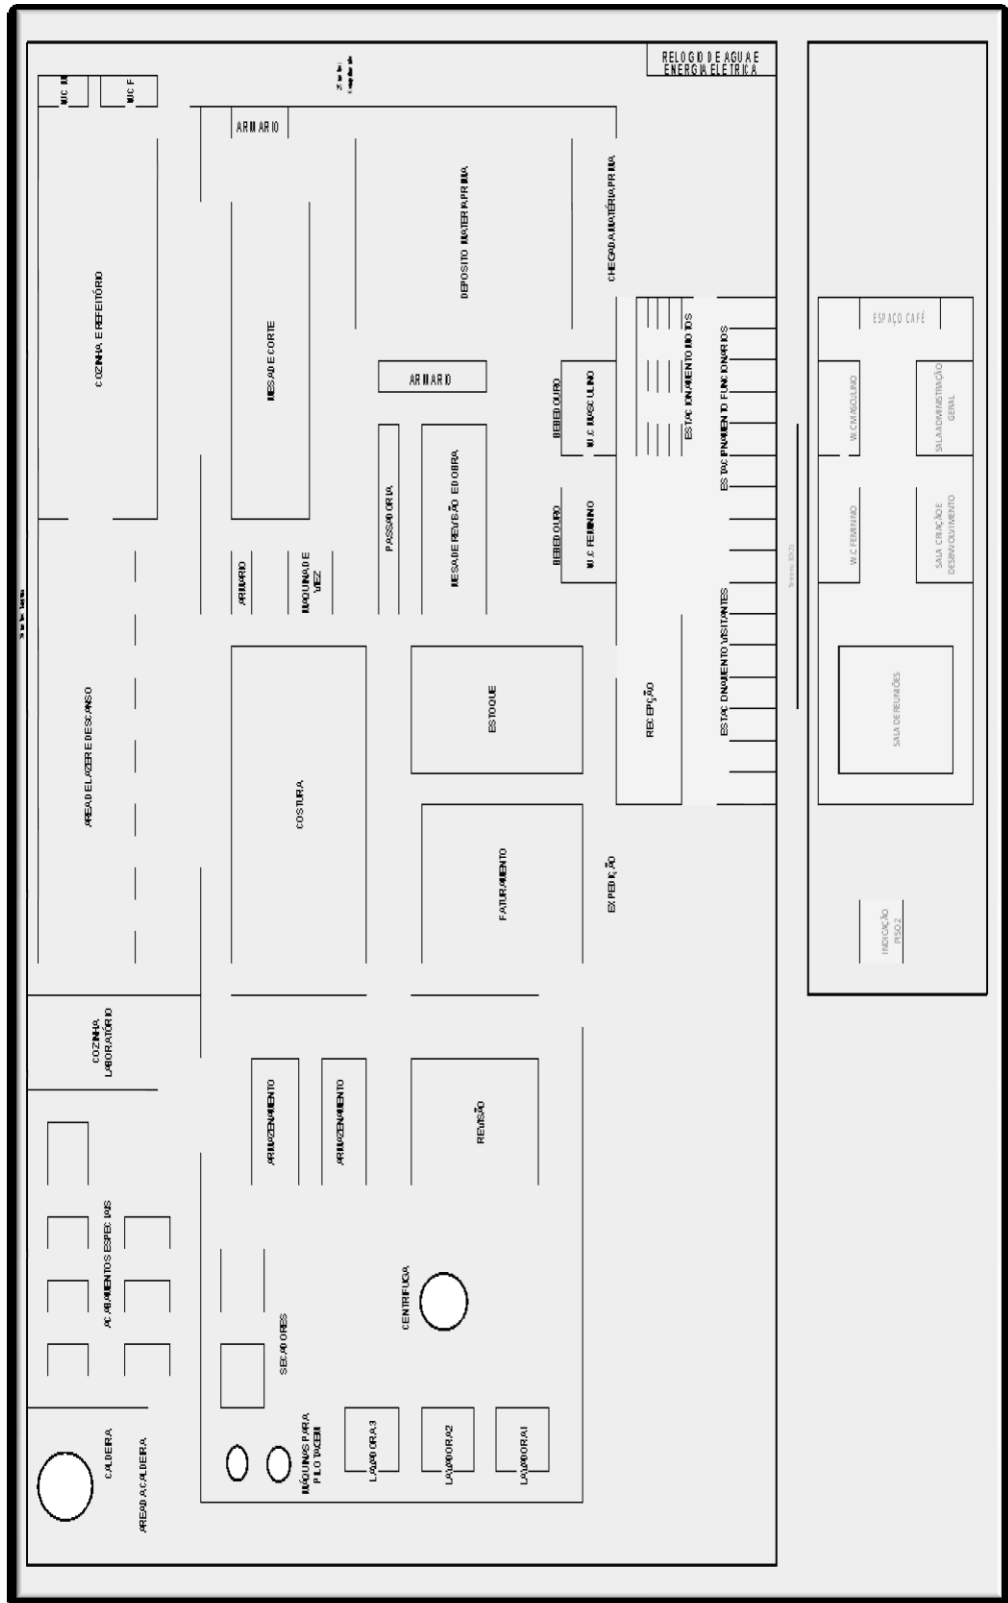 RELOGIO DE AGUA E
ENERGIA ELETRICA
W.C M
W.C F
ARMARIO
DEPOSITO MATERIA PRIMA
CHEGADA MATÉRIA PRIMA
COZINHA E REFEITÓRIO
MESA DE CORTE
ARMARIO
BEBEDOURO
W.C MASCULINO
ESTACIONAMENTO MOTOS
ESTACIPNAMENTO FUNCIONARIOS
PASSADORIA
MESA DE REVISÃO E DOBRA
BEBEDOURO
W.C FEMININO
ARMARIO
MAQUINA DE
VIEZ
AREA DE LAZER E DESCANSO
COSTURA
ESTOQUE
RECEPÇÃO
ESTACIONAMENTO VISITANTES
FATURAMENTO
EXPEDIÇÃO
COZINHA
LABORATÓRIO
ARMAZENAMENTO
ARMAZENAMENTO
REVISÃO
ACABAMENTOS ESPECIAIS
CENTRIFUGA
SECADORES
CALDEIRA
AREA DA CALDEIRA
MÁQUINAS PARA
PILOTAGEM
LAVADORA 3
LAVADORA 2
LAVADORA 1
ESPAÇO CAFÉ
W.C MASCULINO
SALA ADMINISTRAÇÃO
GERAL
W.C FEMININO
SALA CRIAÇÃO E
DESENVOLVIMENTO
SALA DE REUNIÕES
INDICAÇÃO
PISO 2